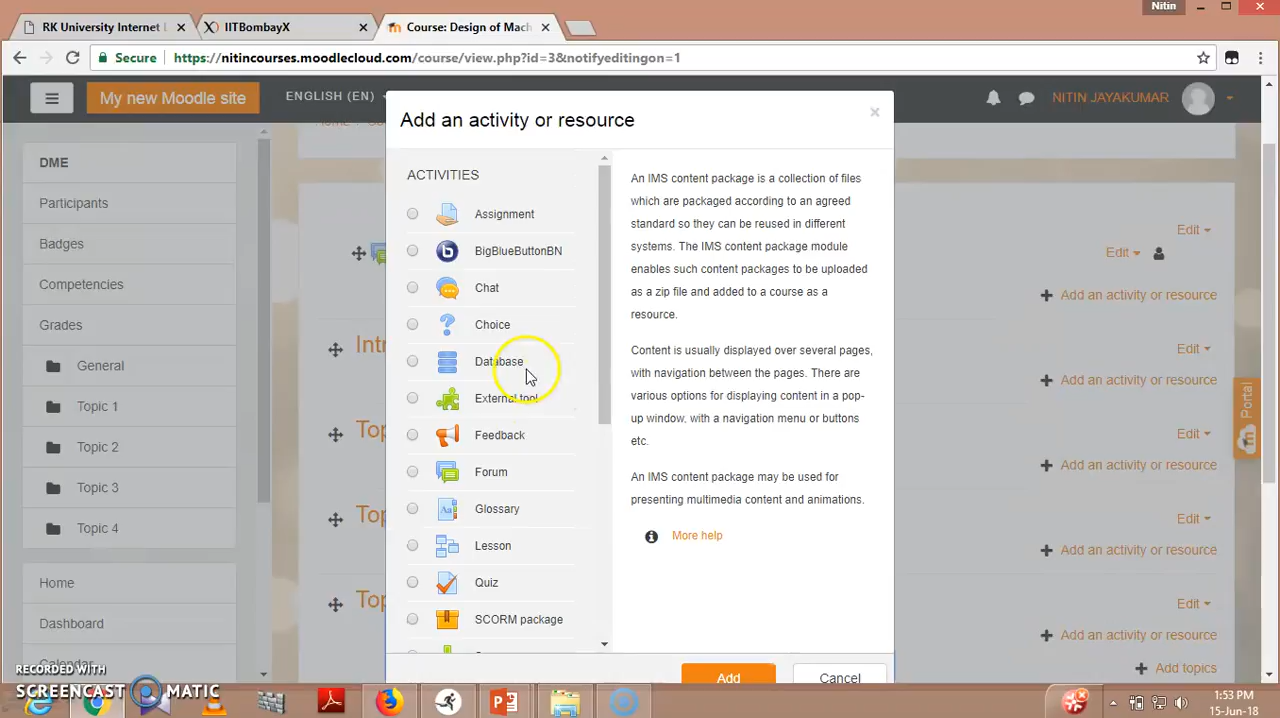 Nitin
RK University Internet
IITBombayX
Course: Design of Mach
Secure
https://nitincourses.moodlecloud.com/course/view.php?id=3&notifyeditingon=1
My new Moodle site
ENGLISH (EN)
NITIN JAYAKUMAR
Add an activity or resource
DME
Participants
Badges
Competencies
Grades
General
Topic 1
Topic 2
Topic 3
Topic 4
Home
Dashboard
Calendar
ACTIVITIES
Assignment
BigBlueButtonBN
Chat
Choice
Database
External tool
Feedback
Forum
Glossary
Lesson
Quiz
SCORM package
An IMS content package is a collection of files
which are packaged according to an agreed
standard so they can be reused in different
systems. The IMS content package module
enables such content packages to be uploaded
as a zip file and added to a course as a
resource.
Content is usually displayed over several pages,
with navigation between the pages. There are
various options for displaying content in a pop-
up window, with a navigation menu or buttons
etc.
An IMS content package may be used for
presenting multimedia content and animations.
More help
Add
Cancel
Edit
Edit
Add an activity or resource
Edit
Add an activity or resource
Edit
Add an activity or resource
Edit
Add an activity or resource
Edit
Add an activity or resource
Add topics
Portal
RECORDED WITH
SCREENCAST MATIC
1:53 PM
15-Jun-18